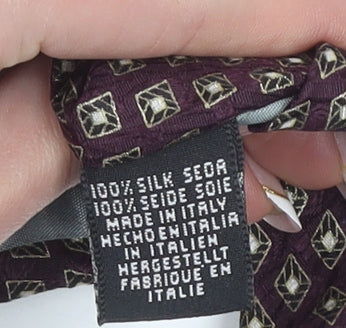 100% SILK SEDA
100% SEIDE SOIE
MADE IN ITALY
HECHO EN ITALIA
IN ITALIEN
HERGESTELLT
FABRIQUE EN
ITALIE